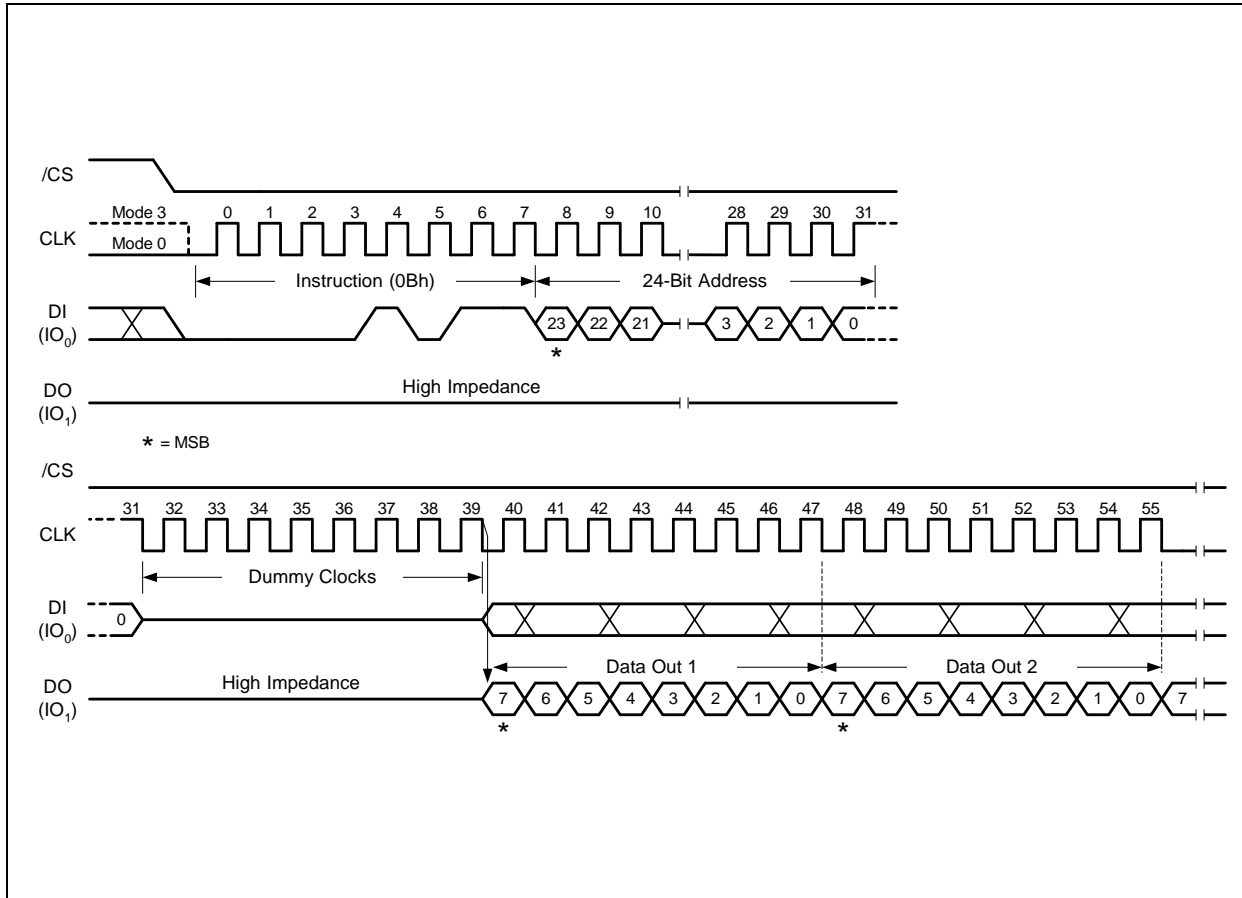 /CS
Mode 3 0 1 2 3 4 5 6 7 8 9 10 28 29 30 31
CLK
Mode 0
Instruction (0Bh) 24-Bit Address
DI
(IO0)
23 22 21 3 2 1 0
*
High Impedance
DO
(IO1)
* = MSB
/CS
31 32 33 34 35 36 37 38 39 40 41 42 43 44 45 46 47 48 49 50 51 52 53 54 55
CLK
Dummy Clocks
DI
(IO0)
0
Data Out 1 Data Out 2
High Impedance
DO
(IO1)
7 6 5 4 3 2 1 0 7 6 5 4 3 2 1 0 7
* *